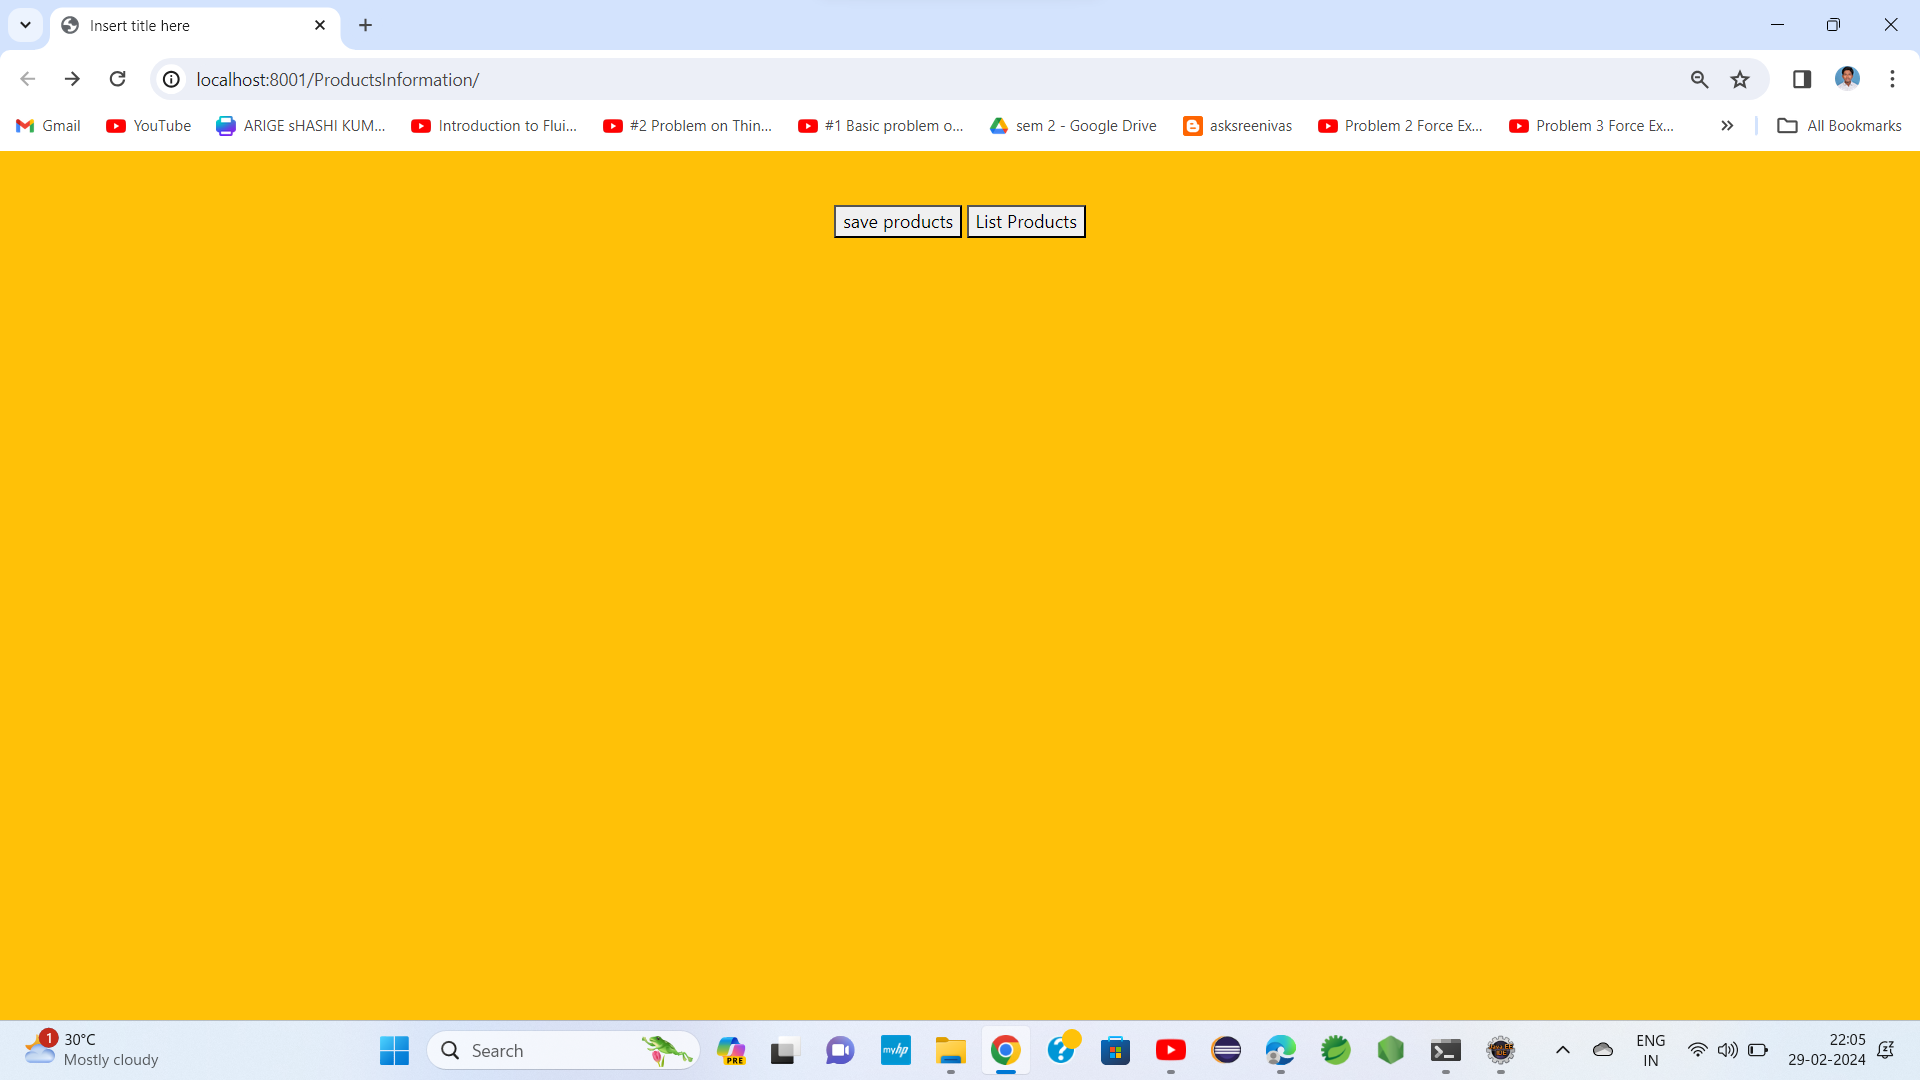 Insert title here
localhost:8001/ProductsInformation/
Gmail YouTube ARIGE sHASHI KUM... Introduction to Flui... #2 Problem on Thin... #1 Basic problem o... sem 2 - Google Drive asksreenivas Problem 2 Force Ex... Problem 3 Force Ex... All Bookmarks
save products List Products
1 30°C
Mostly cloudy
Search
PRE
myhp
ENG
IN
22:05
29-02-2024